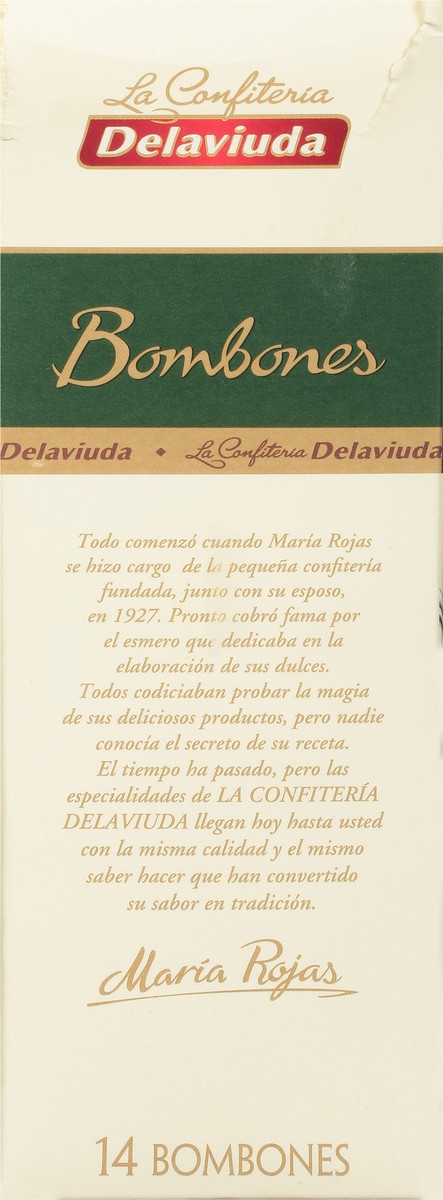 La Confitería
Delaviuda
Bombones
Delaviuda ◆ La Confitería Delaviuda
Todo comenzó cuando María Rojas
se hizo cargo de la pequeña confitería
fundada, junto con su esposo,
en 1927. Pronto cobró fama por
el esmero que dedicaba en la
elaboración de sus dulces.
Todos codiciaban probar la magia
de sus deliciosos productos, pero nadie
conocía el secreto de su receta.
El tiempo ha pasado, pero las
especialidades de LA CONFITERÍA
DELAVIUDA llegan hoy hasta usted
con la misma calidad y el mismo
saber hacer que han convertido
su sabor en tradición.
María Rojas
14 BOMBONES